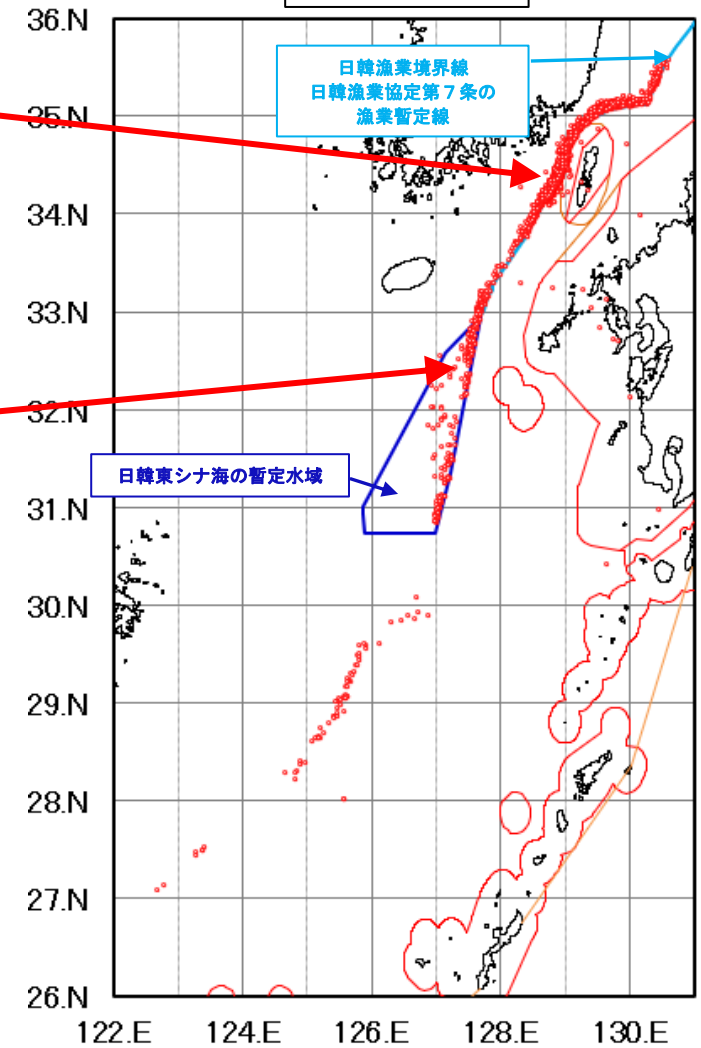 36.N
日韓漁業境界線
日韓漁業協定第7条の
漁業暫定線
35.N
34.N
33.N
32.N
日韓東シナ海の暫定水域
31.N
30.N
29.N
28.N
27.N
26.N
122.E 124.E 126.E 128.E 130.E